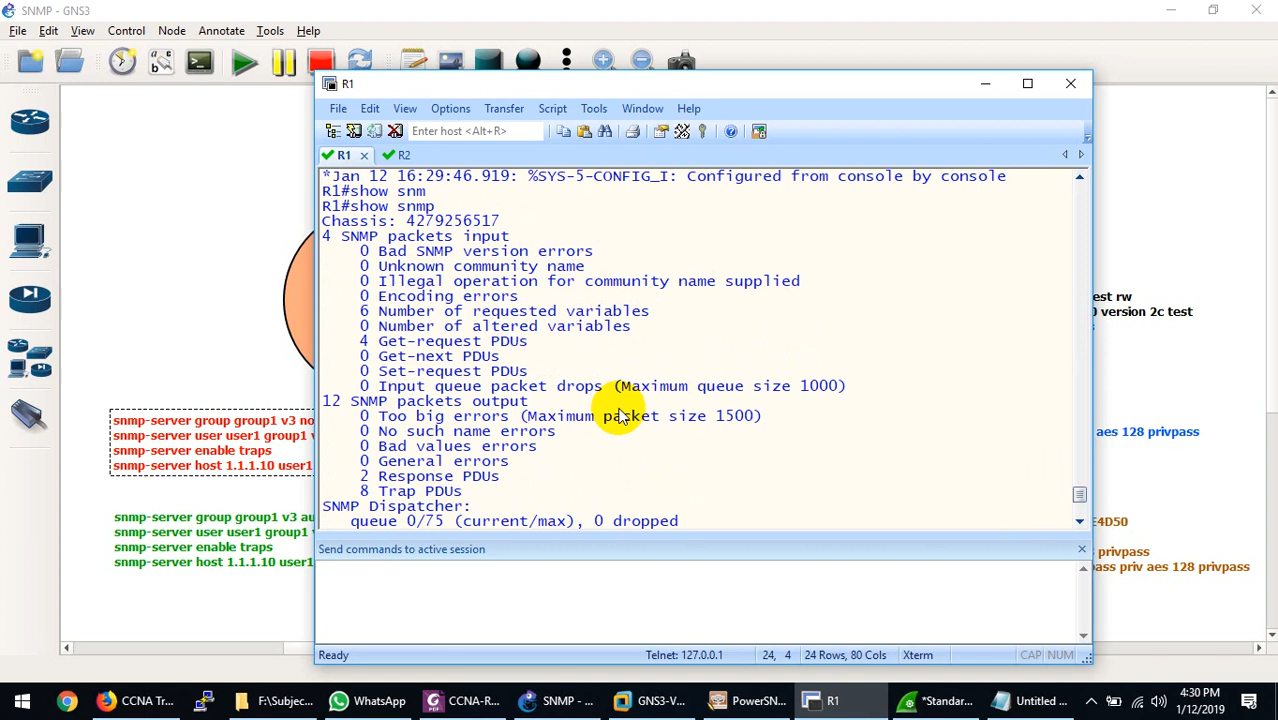 SNMP - GNS3
File Edit View Control Node Annotate Tools Help
R1
File Edit View Options Transfer Script Tools Window Help
Enter host <Alt+R>
R1 R2
*Jan 12 16:29:46.919: %SYS-5-CONFIG_I: Configured from console by console
R1#show snm
R1#show snmp
Chassis: 4279256517
4 SNMP packets input
0 Bad SNMP version errors
0 Unknown community name
0 Illegal operation for community name supplied
0 Encoding errors
6 Number of requested variables
0 Number of altered variables
4 Get-request PDUs
0 Get-next PDUs
0 Set-request PDUs
0 Input queue packet drops (Maximum queue size 1000)
12 SNMP packets output
0 Too big errors (Maximum packet size 1500)
0 No such name errors
0 Bad values errors
0 General errors
2 Response PDUs
8 Trap PDUs
SNMP Dispatcher:
queue 0/75 (current/max), 0 dropped
Send commands to active session
Ready Telnet: 127.0.0.1 24, 4 24 Rows, 80 Cols Xterm CAP NUM
snmp-server group group1 v3 no
snmp-server user user1 group1
snmp-server enable traps
snmp-server host 1.1.1.10 user1
snmp-server group group1 v3 au
snmp-server user user1 group1
snmp-server enable traps
snmp-server host 1.1.1.10 user1
est rw
0 version 2c test
aes 128 privpass
E4D50
privpass
pass priv aes 128 privpass
CCNA Tr... F:\Subjec... WhatsApp CCNA-R... SNMP - ... GNS3-V... PowerSN... R1 *Standar... Untitled ...
4:30 PM
1/12/2019